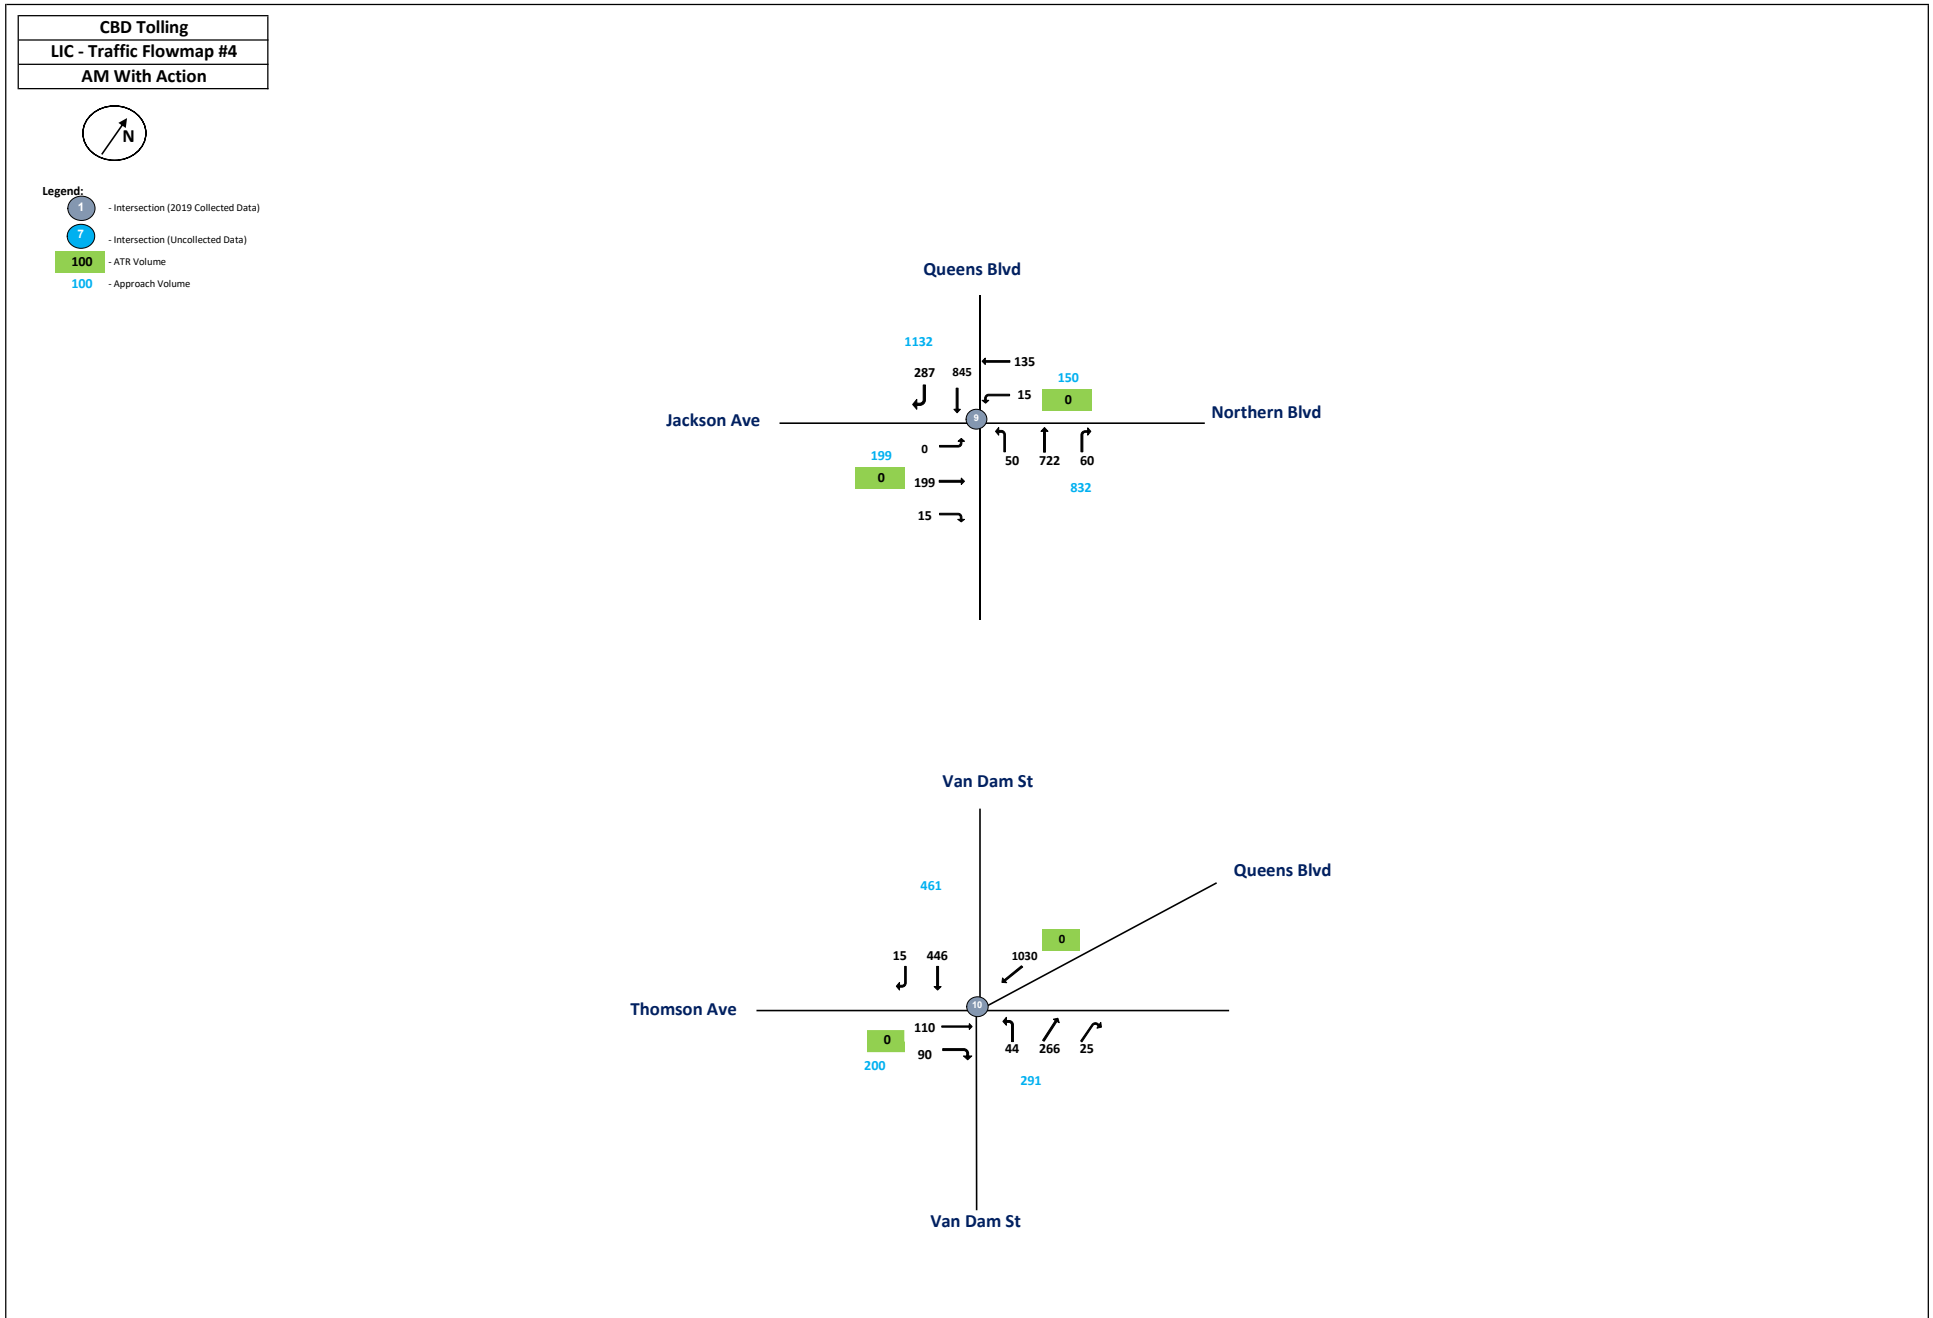 CBD Tolling
LIC - Traffic Flowmap #4
AM With Action
N
Legend:
1 - Intersection (2019 Collected Data)
7 - Intersection (Uncollected Data)
100 - ATR Volume
100 - Approach Volume
Queens Blvd
1132
135
287 845
150
15
0
Jackson Ave
9
Northern Blvd
0
199
50 722 60
0
199
832
15
Van Dam St
Queens Blvd
461
0
15 446 1030
Thomson Ave
10
110
0
44 266 25
90
200
291
Van Dam St